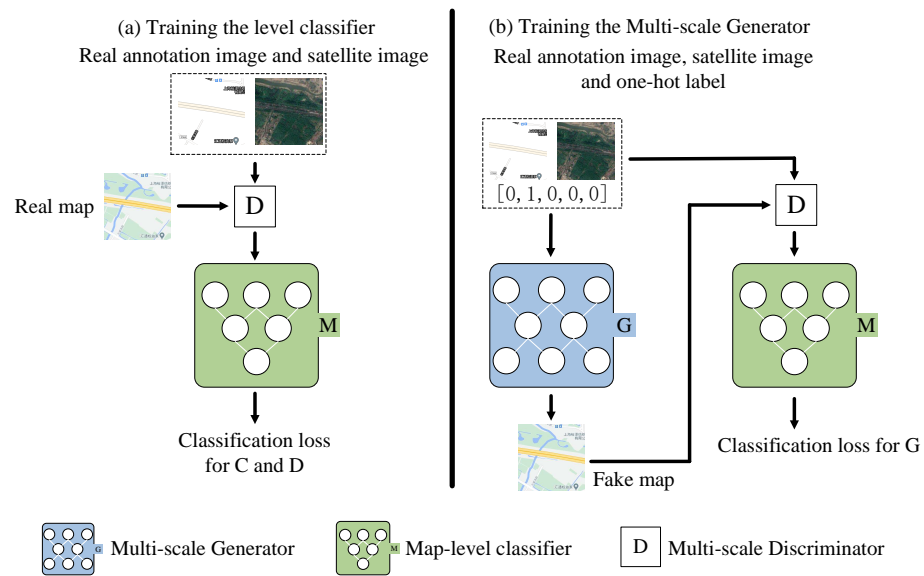 (a) Training the level classifier
Real annotation image and satellite image
Real map
D
M
Classification loss
for C and D
(b) Training the Multi-scale Generator
Real annotation image, satellite image
and one-hot label
[0, 1, 0, 0, 0]
D
G
M
Fake map
Classification loss for G
G
Multi-scale Generator
M
Map-level classifier
D
Multi-scale Discriminator